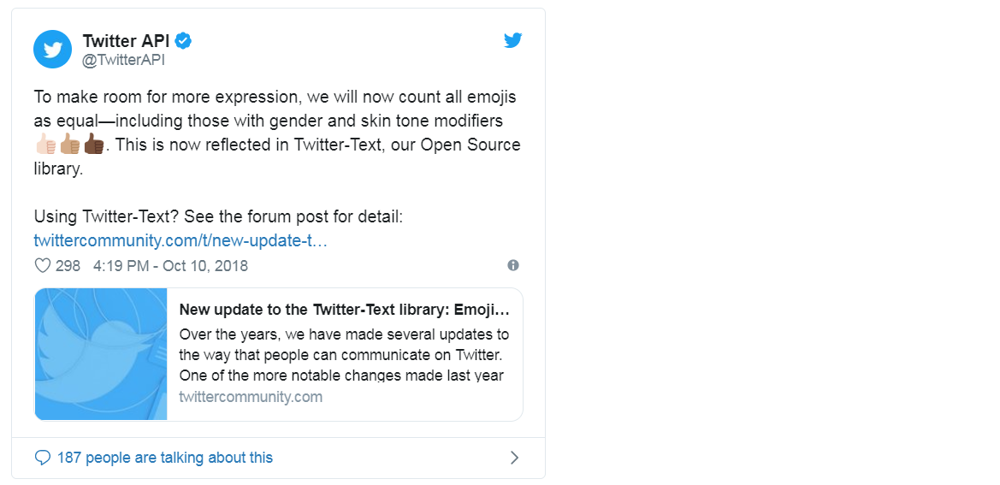 Twitter API
@TwitterAPI
To make room for more expression, we will now count all emojis
as equal—including those with gender and skin tone modifiers
👍🏻👍🏽👍🏿. This is now reflected in Twitter-Text, our Open Source
library.
Using Twitter-Text? See the forum post for detail:
twittercommunity.com/t/new-update-t…
298 4:19 PM - Oct 10, 2018
New update to the Twitter-Text library: Emoji…
Over the years, we have made several updates to
the way that people can communicate on Twitter.
One of the more notable changes made last year
twittercommunity.com
187 people are talking about this